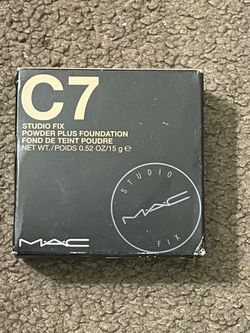 C7
STUDIO FIX
POWDER PLUS FOUNDATION
FOND DE TEINT POUDRE
NET WT./POIDS 0.52 OZ/15 g ℮
STUDIO
MAC
FIX
MAC